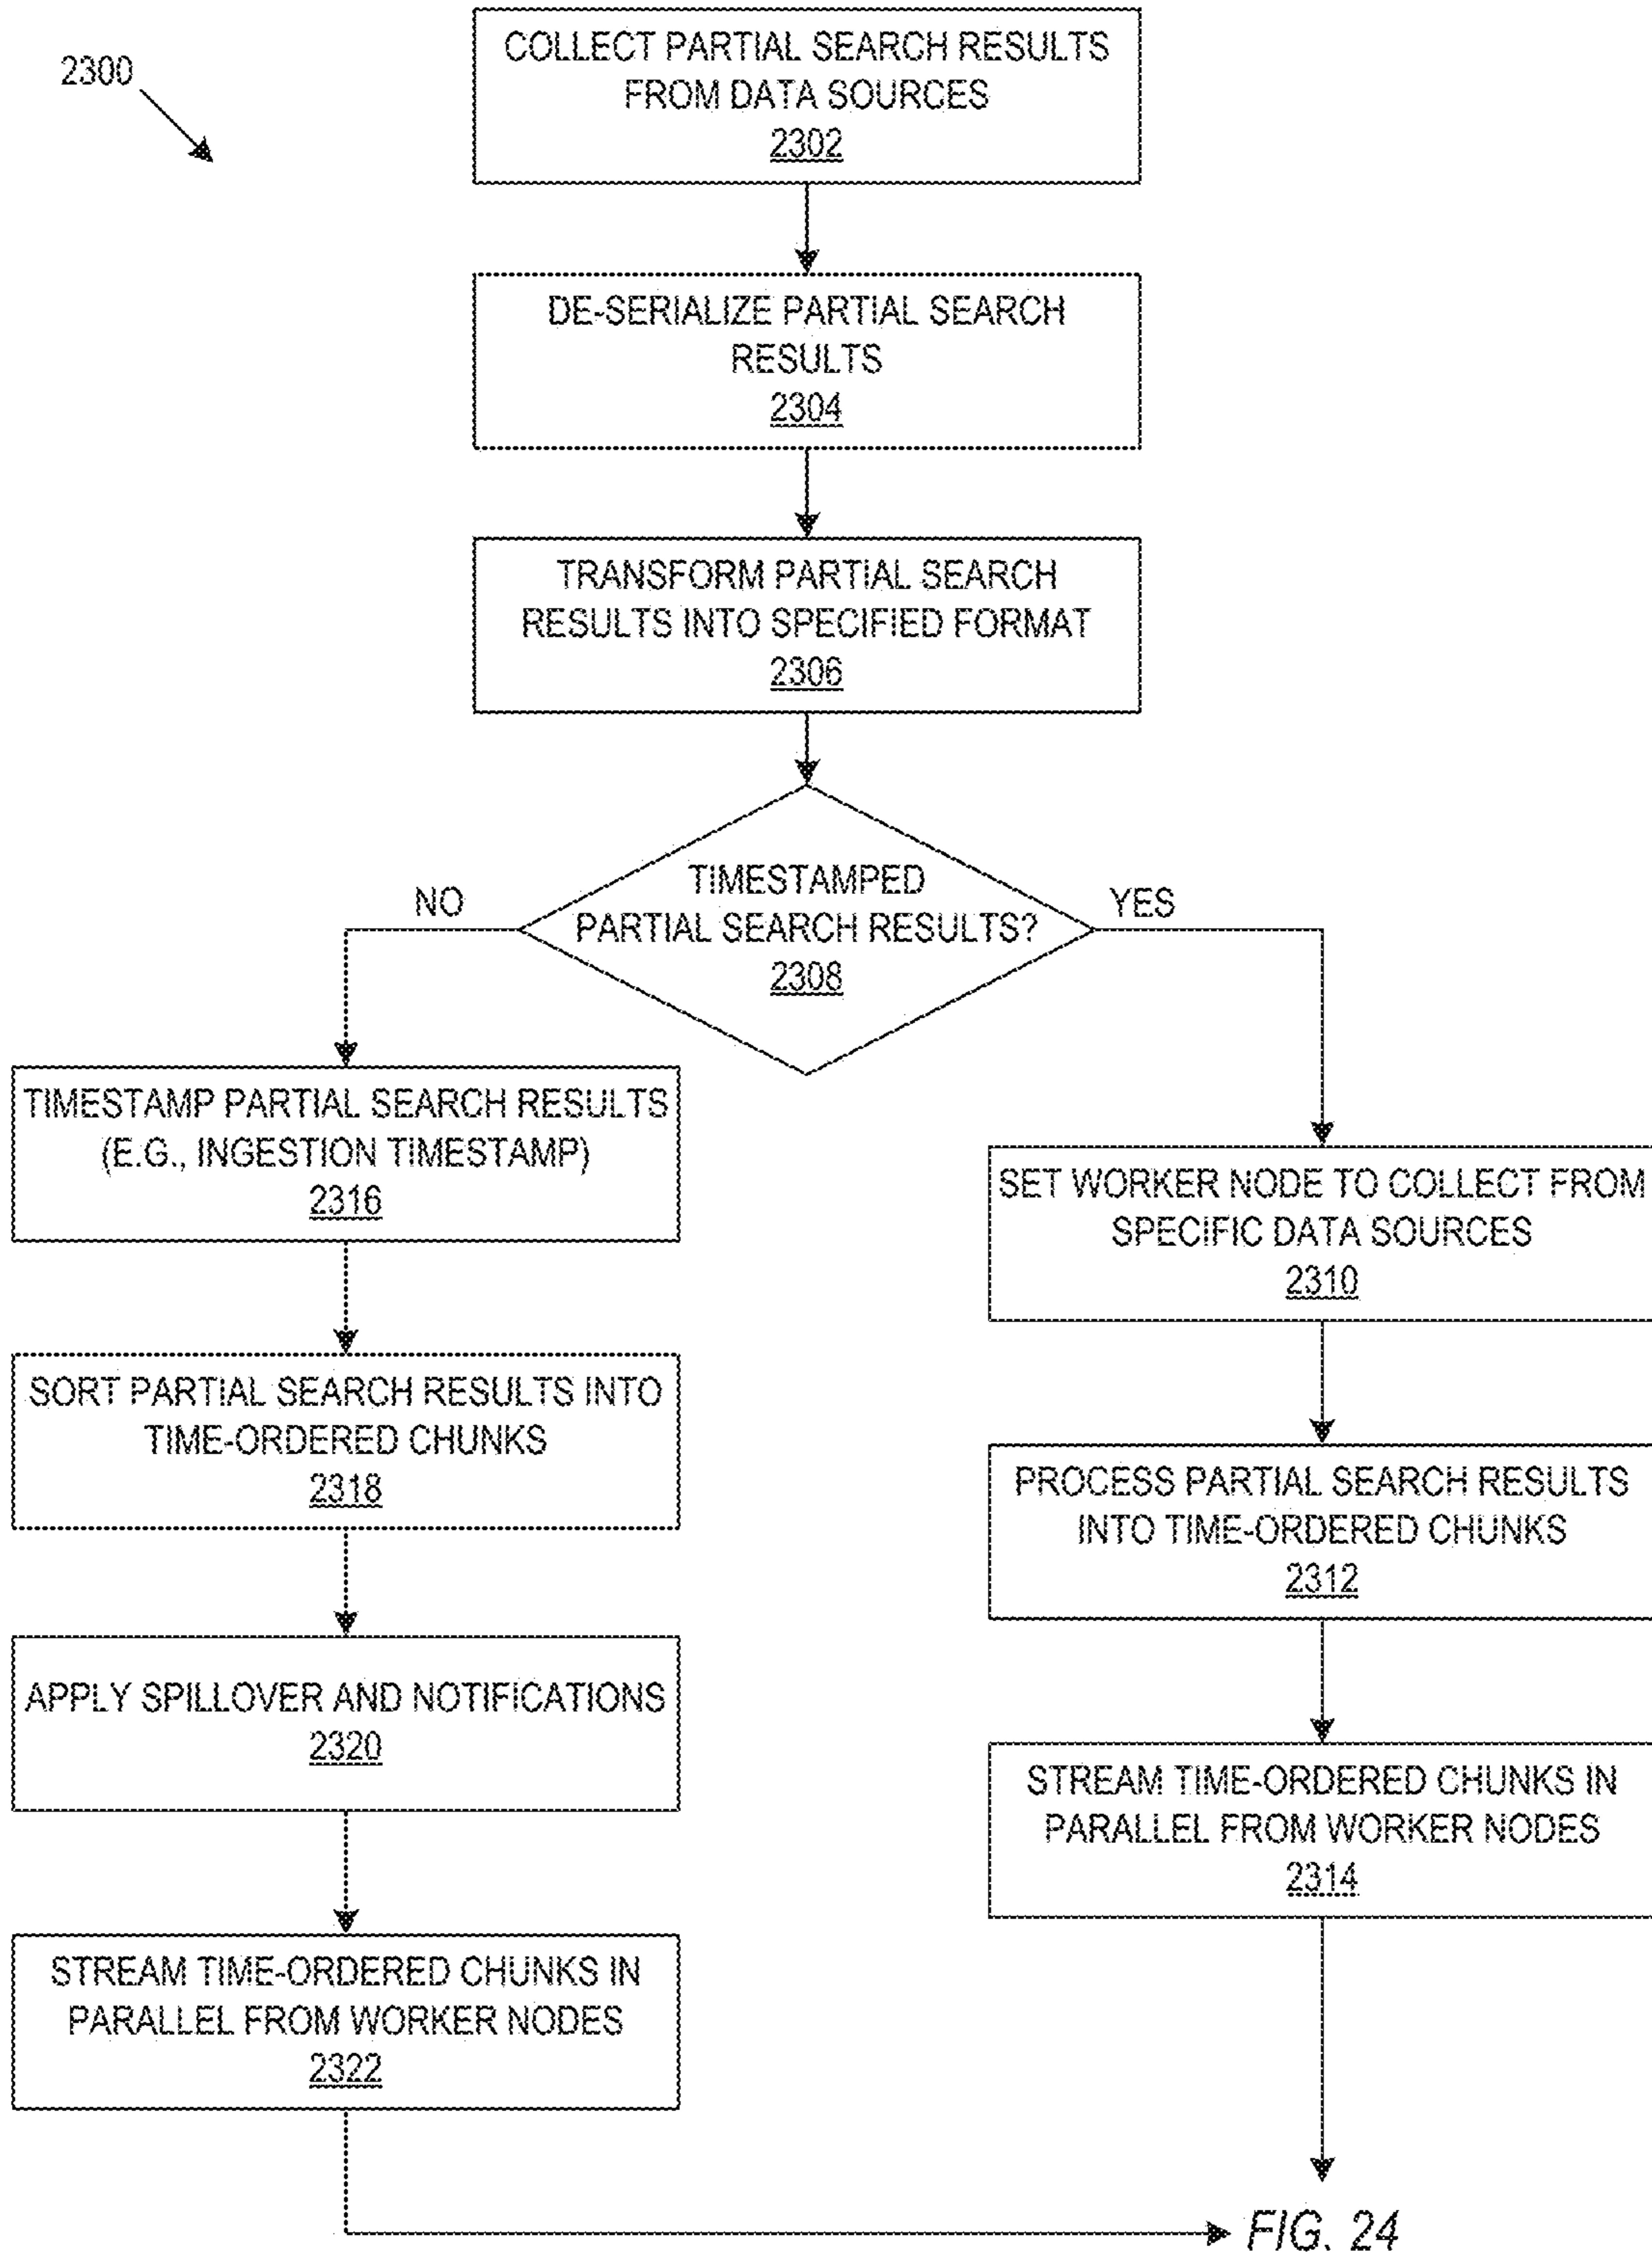 2300
COLLECT PARTIAL SEARCH RESULTS
FROM DATA SOURCES
2302
DE-SERIALIZE PARTIAL SEARCH
RESULTS
2304
TRANSFORM PARTIAL SEARCH
RESULTS INTO SPECIFIED FORMAT
2306
TIMESTAMPED
PARTIAL SEARCH RESULTS?
2308
NO
YES
TIMESTAMP PARTIAL SEARCH RESULTS
(E.G., INGESTION TIMESTAMP)
2316
SORT PARTIAL SEARCH RESULTS INTO
TIME-ORDERED CHUNKS
2318
APPLY SPILLOVER AND NOTIFICATIONS
2320
STREAM TIME-ORDERED CHUNKS IN
PARALLEL FROM WORKER NODES
2322
SET WORKER NODE TO COLLECT FROM
SPECIFIC DATA SOURCES
2310
PROCESS PARTIAL SEARCH RESULTS
INTO TIME-ORDERED CHUNKS
2312
STREAM TIME-ORDERED CHUNKS IN
PARALLEL FROM WORKER NODES
2314
FIG. 24